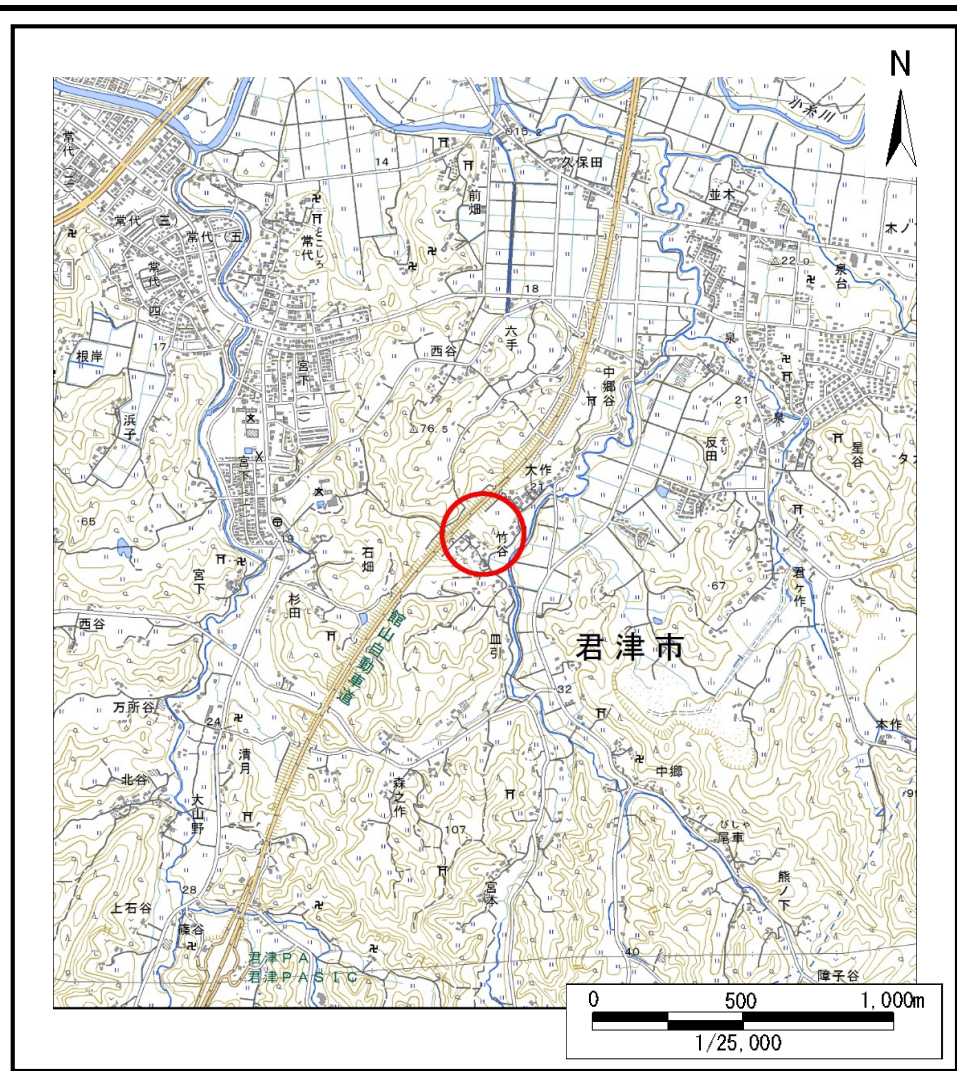 N
小糸川
常代(二)
15.2
14
久保田
前畑
並木
常代 三
常代(五
常代
とこしろ
木ノ
22.0
泉台
常代
四
18
17
六手
西谷
根岸
宮下(二)
泉
中郷谷
21
浜子
76.5
泉
反田
そり
星谷
大作
21
宮下
竹谷
65
19
石畑
67
君ケ作
宮下
杉田
西谷
館山自動車道
皿引
君津市
32
万所谷
24
本作
清月
中郷
北谷
森之作
大山野
びしゃ
尾車
107
熊ノ下
28
宮本
上石谷
篠谷
君津PA
君津PASIC
40
障子谷
0 500 1,000m
1/25,000